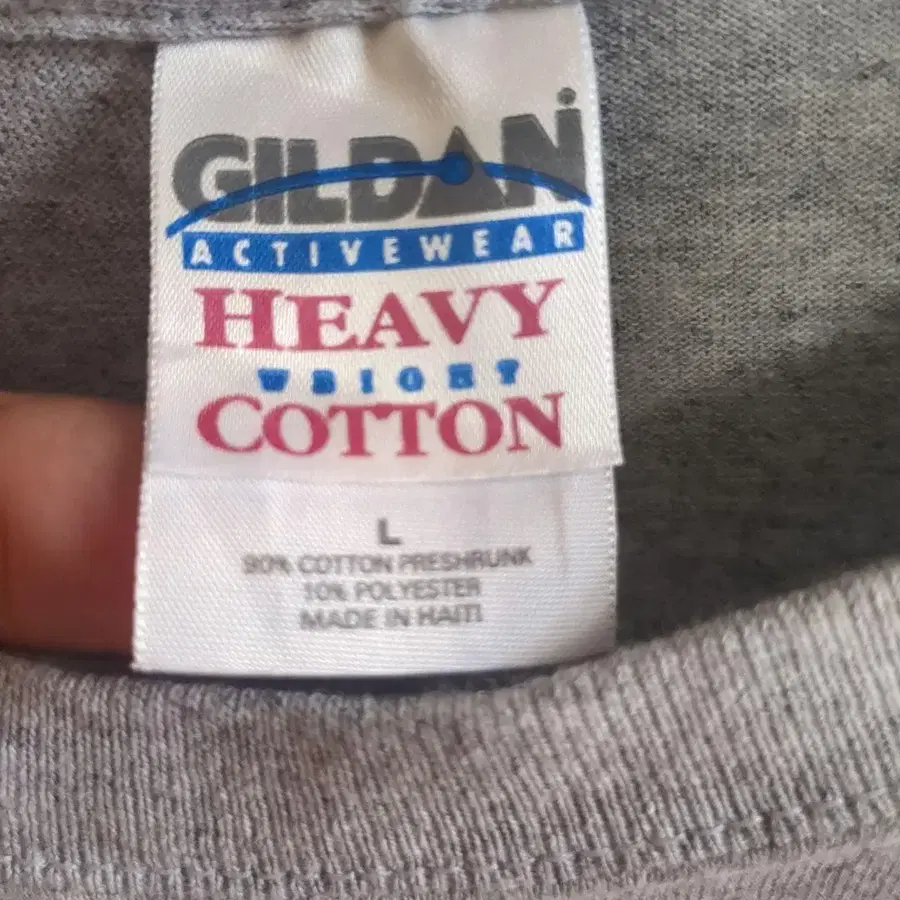 GILDAN
ACTIVEWEAR
HEAVY
WEIGHT
COTTON
L
90% COTTON PRESHRUNK
10% POLYESTER
MADE IN HAITI